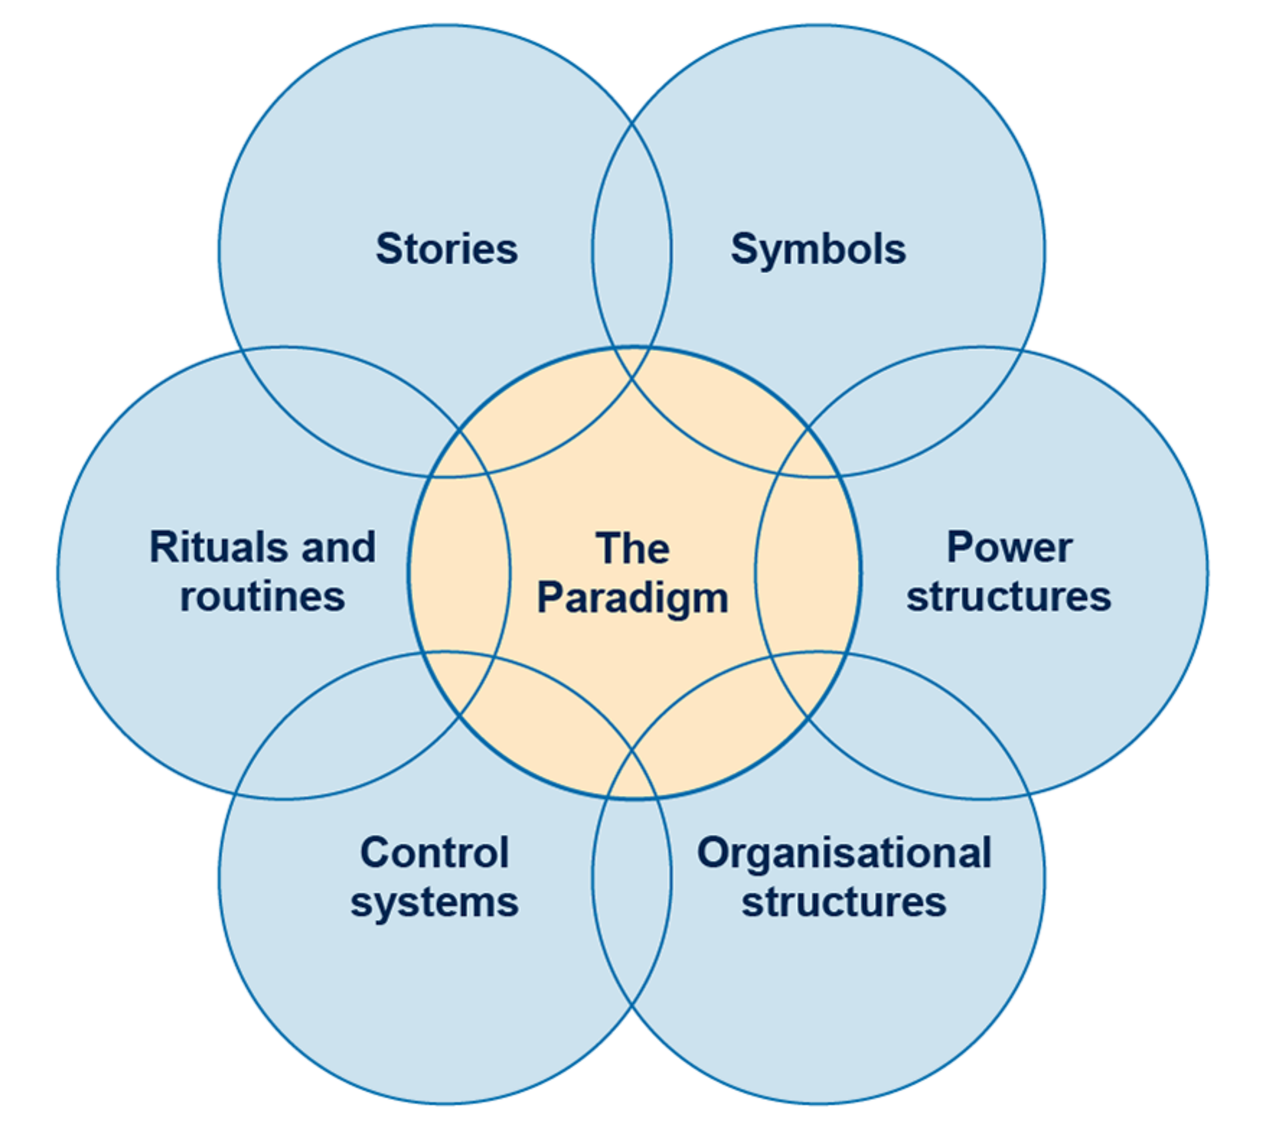 Stories
Symbols
Rituals and
routines
The
Paradigm
Power
structures
Control
systems
Organisational
structures